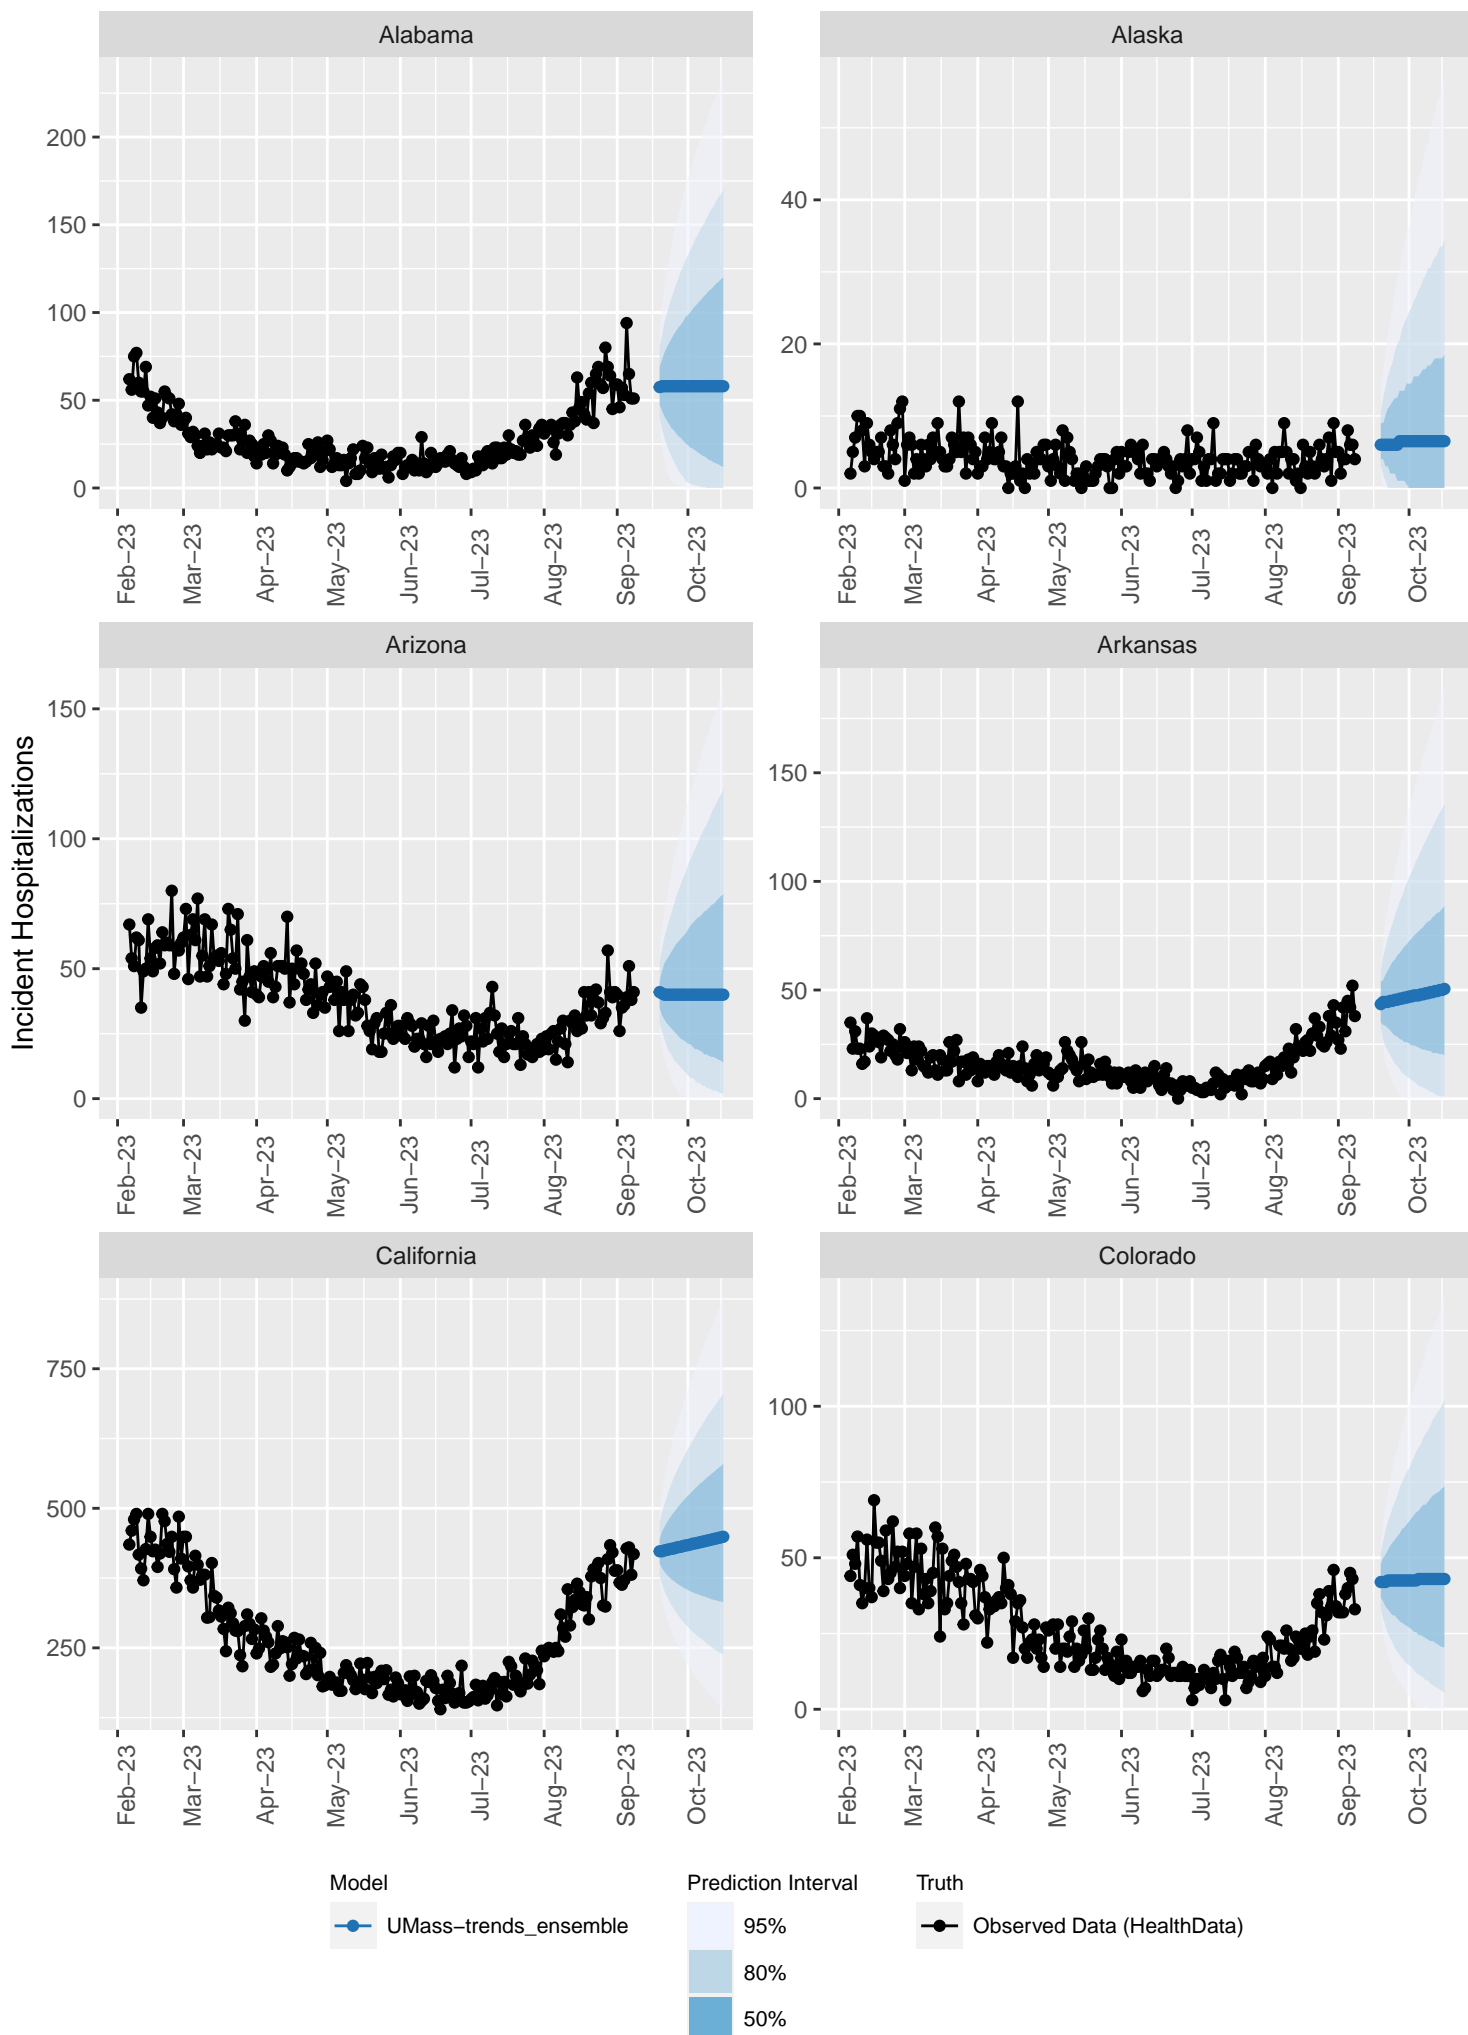 Alabama
Alaska
200
150
100
50
0
40
20
0
Feb−23
Mar−23
Apr−23
May−23
Jun−23
Jul−23
Aug−23
Sep−23
Oct−23
Feb−23
Mar−23
Apr−23
May−23
Jun−23
Jul−23
Aug−23
Sep−23
Oct−23
Arizona
Arkansas
Incident Hospitalizations
150
100
50
0
150
100
50
0
Feb−23
Mar−23
Apr−23
May−23
Jun−23
Jul−23
Aug−23
Sep−23
Oct−23
Feb−23
Mar−23
Apr−23
May−23
Jun−23
Jul−23
Aug−23
Sep−23
Oct−23
California
Colorado
750
500
250
100
50
0
Feb−23
Mar−23
Apr−23
May−23
Jun−23
Jul−23
Aug−23
Sep−23
Oct−23
Feb−23
Mar−23
Apr−23
May−23
Jun−23
Jul−23
Aug−23
Sep−23
Oct−23
Model
UMass−trends_ensemble
Prediction Interval
95%
80%
50%
Truth
Observed Data (HealthData)